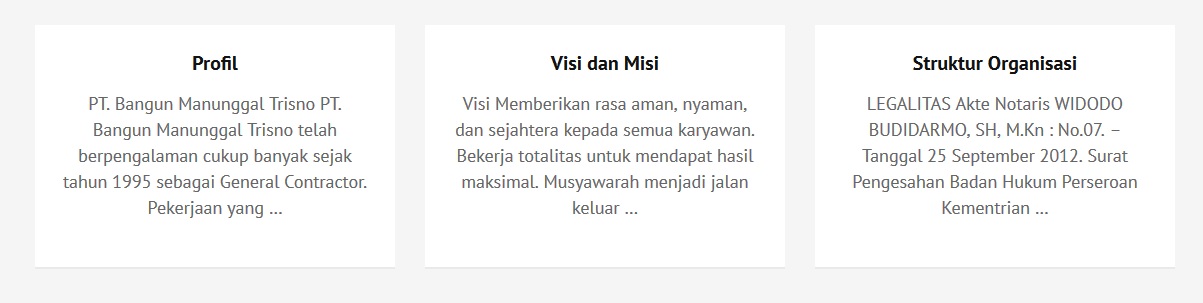 Profil
PT. Bangun Manunggal Trisno PT.
Bangun Manunggal Trisno telah
berpengalaman cukup banyak sejak
tahun 1995 sebagai General Contractor.
Pekerjaan yang ...
Visi dan Misi
Visi Memberikan rasa aman, nyaman,
dan sejahtera kepada semua karyawan.
Bekerja totalitas untuk mendapat hasil
maksimal. Musyawarah menjadi jalan
keluar ...
Struktur Organisasi
LEGALITAS Akte Notaris WIDODO
BUDIDARMO, SH, M.Kn : No.07. –
Tanggal 25 September 2012. Surat
Pengesahan Badan Hukum Perseroan
Kementrian ...